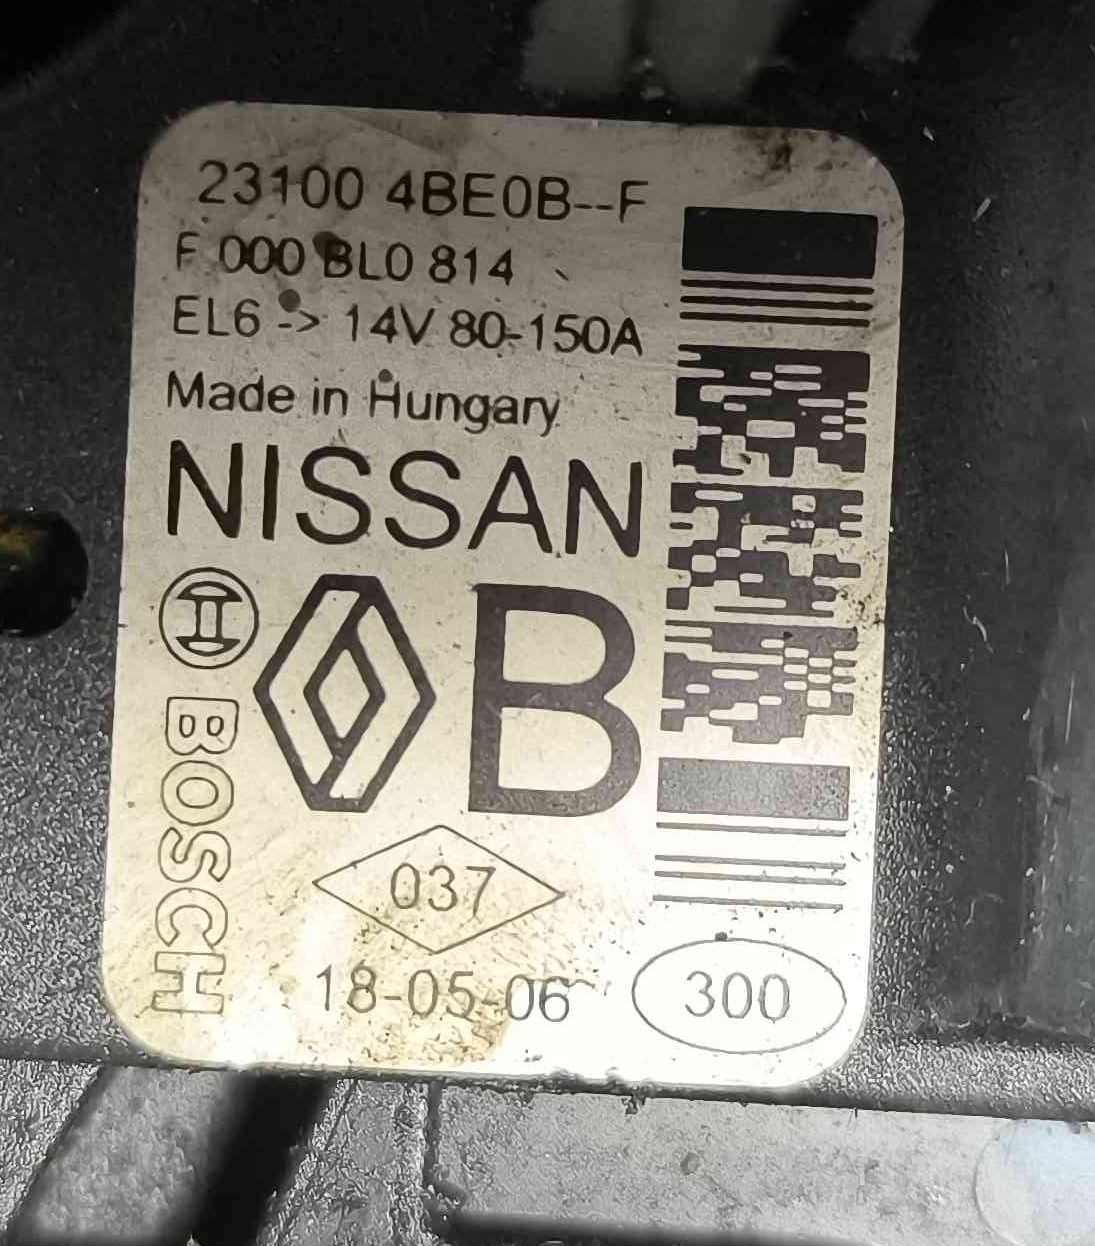 23100 4BE0B--F
F 000 BL0 814
EL6 -> 14V 80-150A
Made in Hungary
NISSAN
B
BOSCH
037
18-05-06
300